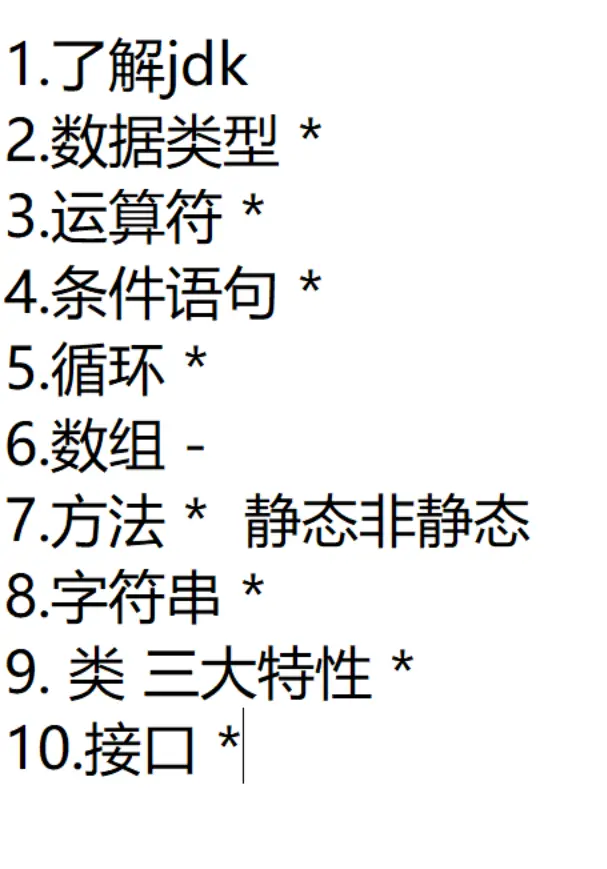 1.了解jdk
2.数据类型 *
3.运算符 *
4.条件语句 *
5.循环 *
6.数组 -
7.方法 *  静态非静态
8.字符串 *
9. 类 三大特性 *
10.接口 *